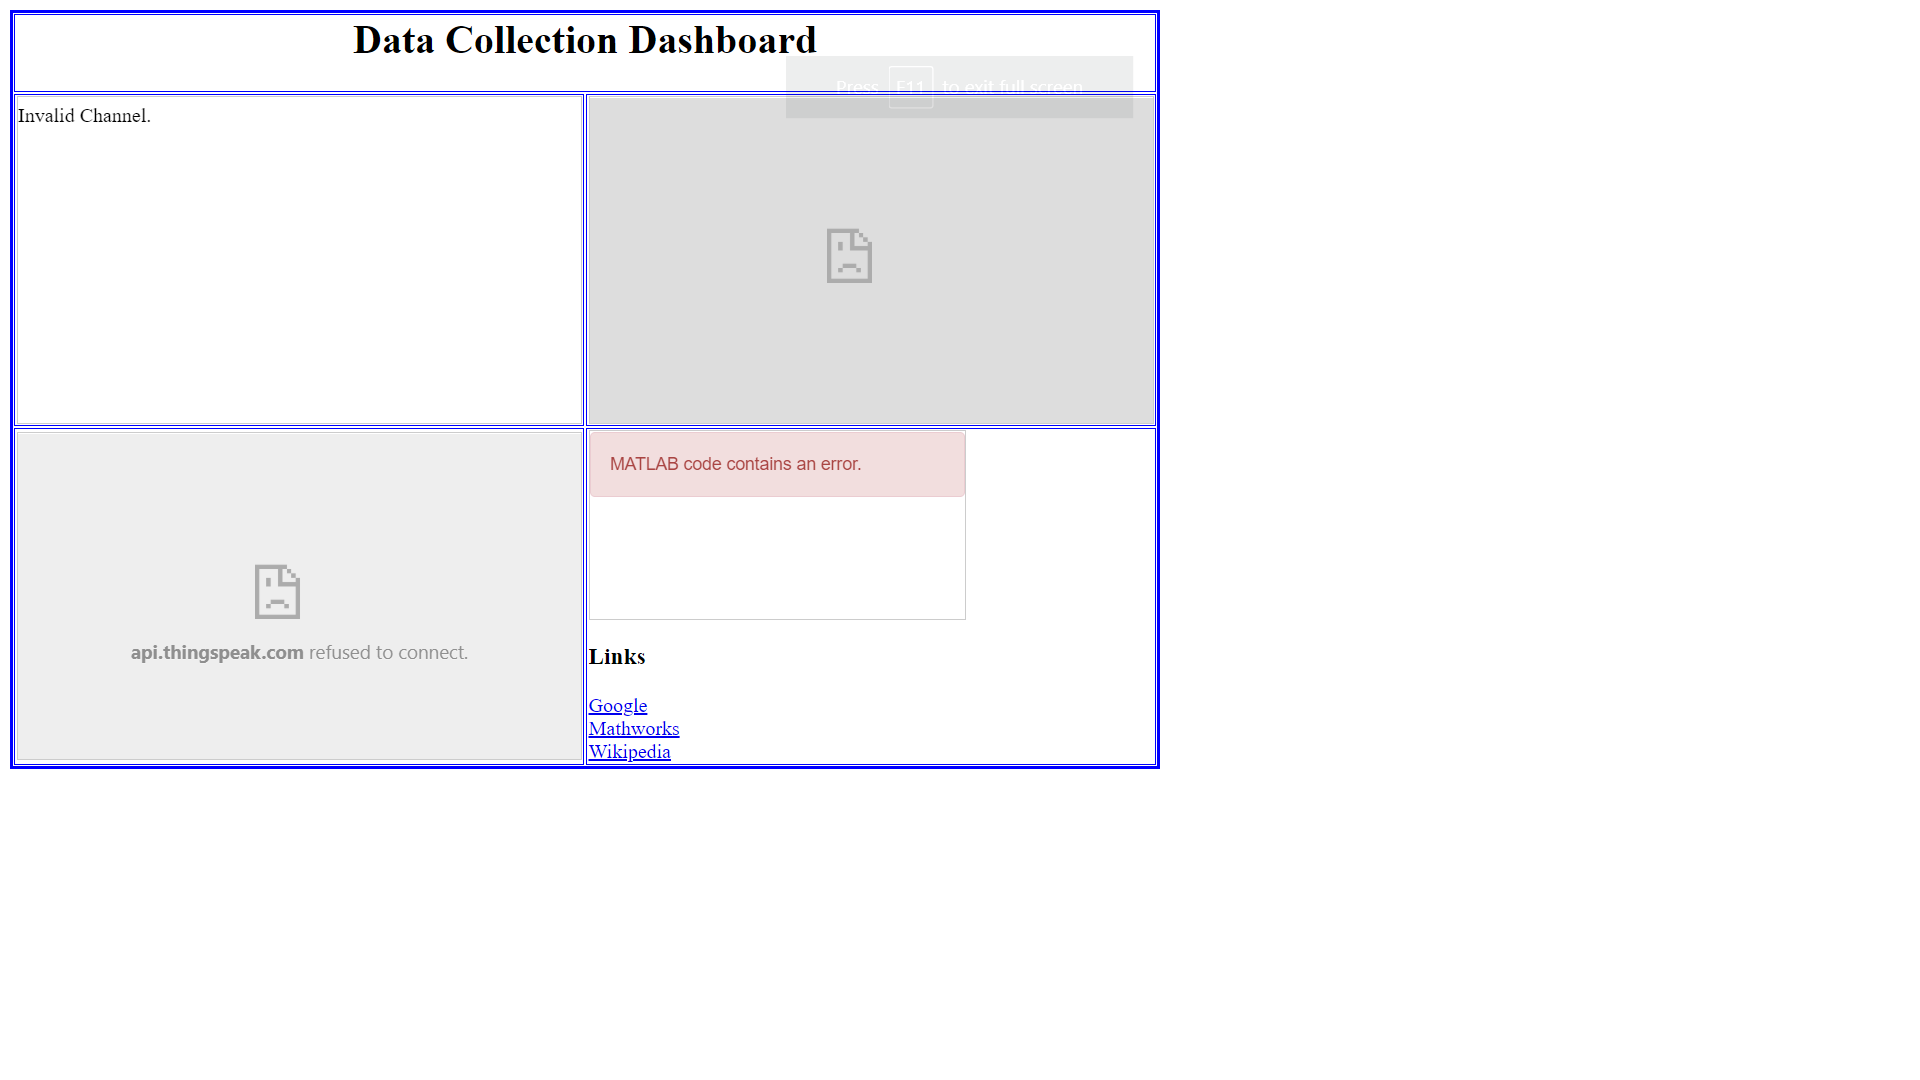 Data Collection Dashboard
Press F11 to exit full screen
Invalid Channel.
MATLAB code contains an error.
api.thingspeak.com refused to connect.
Links
Google
Mathworks
Wikipedia